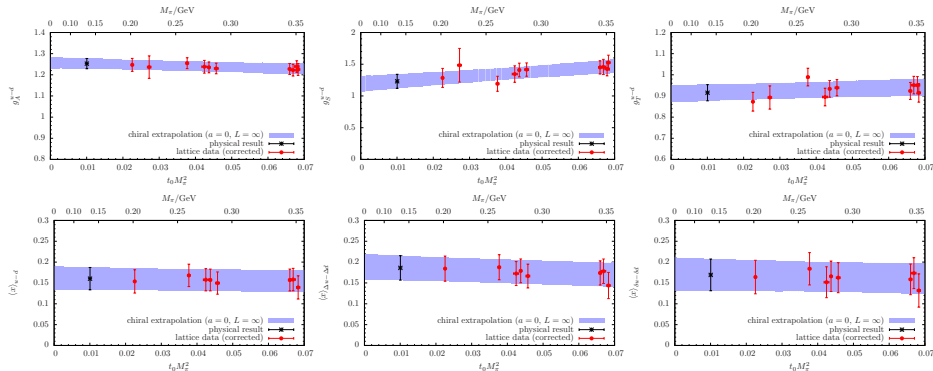 M_π/GeV
0 0.10 0.15 0.20 0.26 0.35
g_A^{u−d}
1.4
1.3
1.2
1.1
1
0.9
0.8
chiral extrapolation (a = 0, L = ∞)
physical result
lattice data (corrected)
0 0.01 0.02 0.03 0.04 0.05 0.06 0.07
t_0 M_π^2
M_π/GeV
0 0.10 0.15 0.20 0.26 0.35
g_S^{u−d}
2
1.5
1
0.5
0
chiral extrapolation (a = 0, L = ∞)
physical result
lattice data (corrected)
0 0.01 0.02 0.03 0.04 0.05 0.06 0.07
t_0 M_π^2
M_π/GeV
0 0.10 0.15 0.20 0.26 0.35
g_T^{u−d}
1.2
1.1
1
0.9
0.8
0.7
0.6
chiral extrapolation (a = 0, L = ∞)
physical result
lattice data (corrected)
0 0.01 0.02 0.03 0.04 0.05 0.06 0.07
t_0 M_π^2
M_π/GeV
0 0.10 0.15 0.20 0.26 0.35
⟨x⟩_{u−d}
0.3
0.25
0.2
0.15
0.1
0.05
0
chiral extrapolation (a = 0, L = ∞)
physical result
lattice data (corrected)
0 0.01 0.02 0.03 0.04 0.05 0.06 0.07
t_0 M_π^2
M_π/GeV
0 0.10 0.15 0.20 0.26 0.35
⟨x⟩_{Δu−Δd}
0.3
0.25
0.2
0.15
0.1
0.05
0
chiral extrapolation (a = 0, L = ∞)
physical result
lattice data (corrected)
0 0.01 0.02 0.03 0.04 0.05 0.06 0.07
t_0 M_π^2
M_π/GeV
0 0.10 0.15 0.20 0.26 0.35
⟨x⟩_{δu−δd}
0.3
0.25
0.2
0.15
0.1
0.05
0
chiral extrapolation (a = 0, L = ∞)
physical result
lattice data (corrected)
0 0.01 0.02 0.03 0.04 0.05 0.06 0.07
t_0 M_π^2